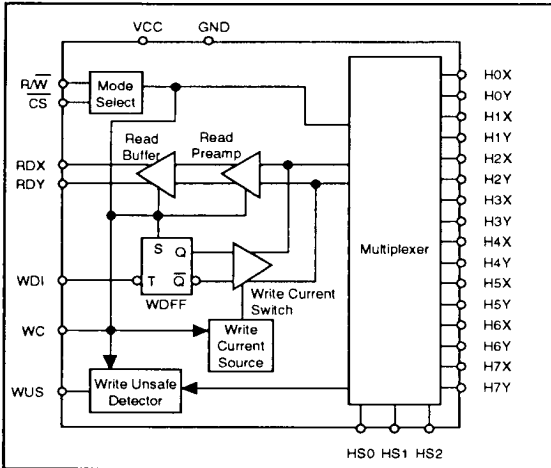 VCC GND
R/W̅
C̅S̅
Mode
Select
Read
Buffer
Read
Preamp
RDX
RDY
S
Q
T
Q̅
WDFF
WDI
Write Current
Switch
WC
Write
Current
Source
WUS
Write Unsafe
Detector
Multiplexer
H0X
H0Y
H1X
H1Y
H2X
H2Y
H3X
H3Y
H4X
H4Y
H5X
H5Y
H6X
H6Y
H7X
H7Y
HS0 HS1 HS2